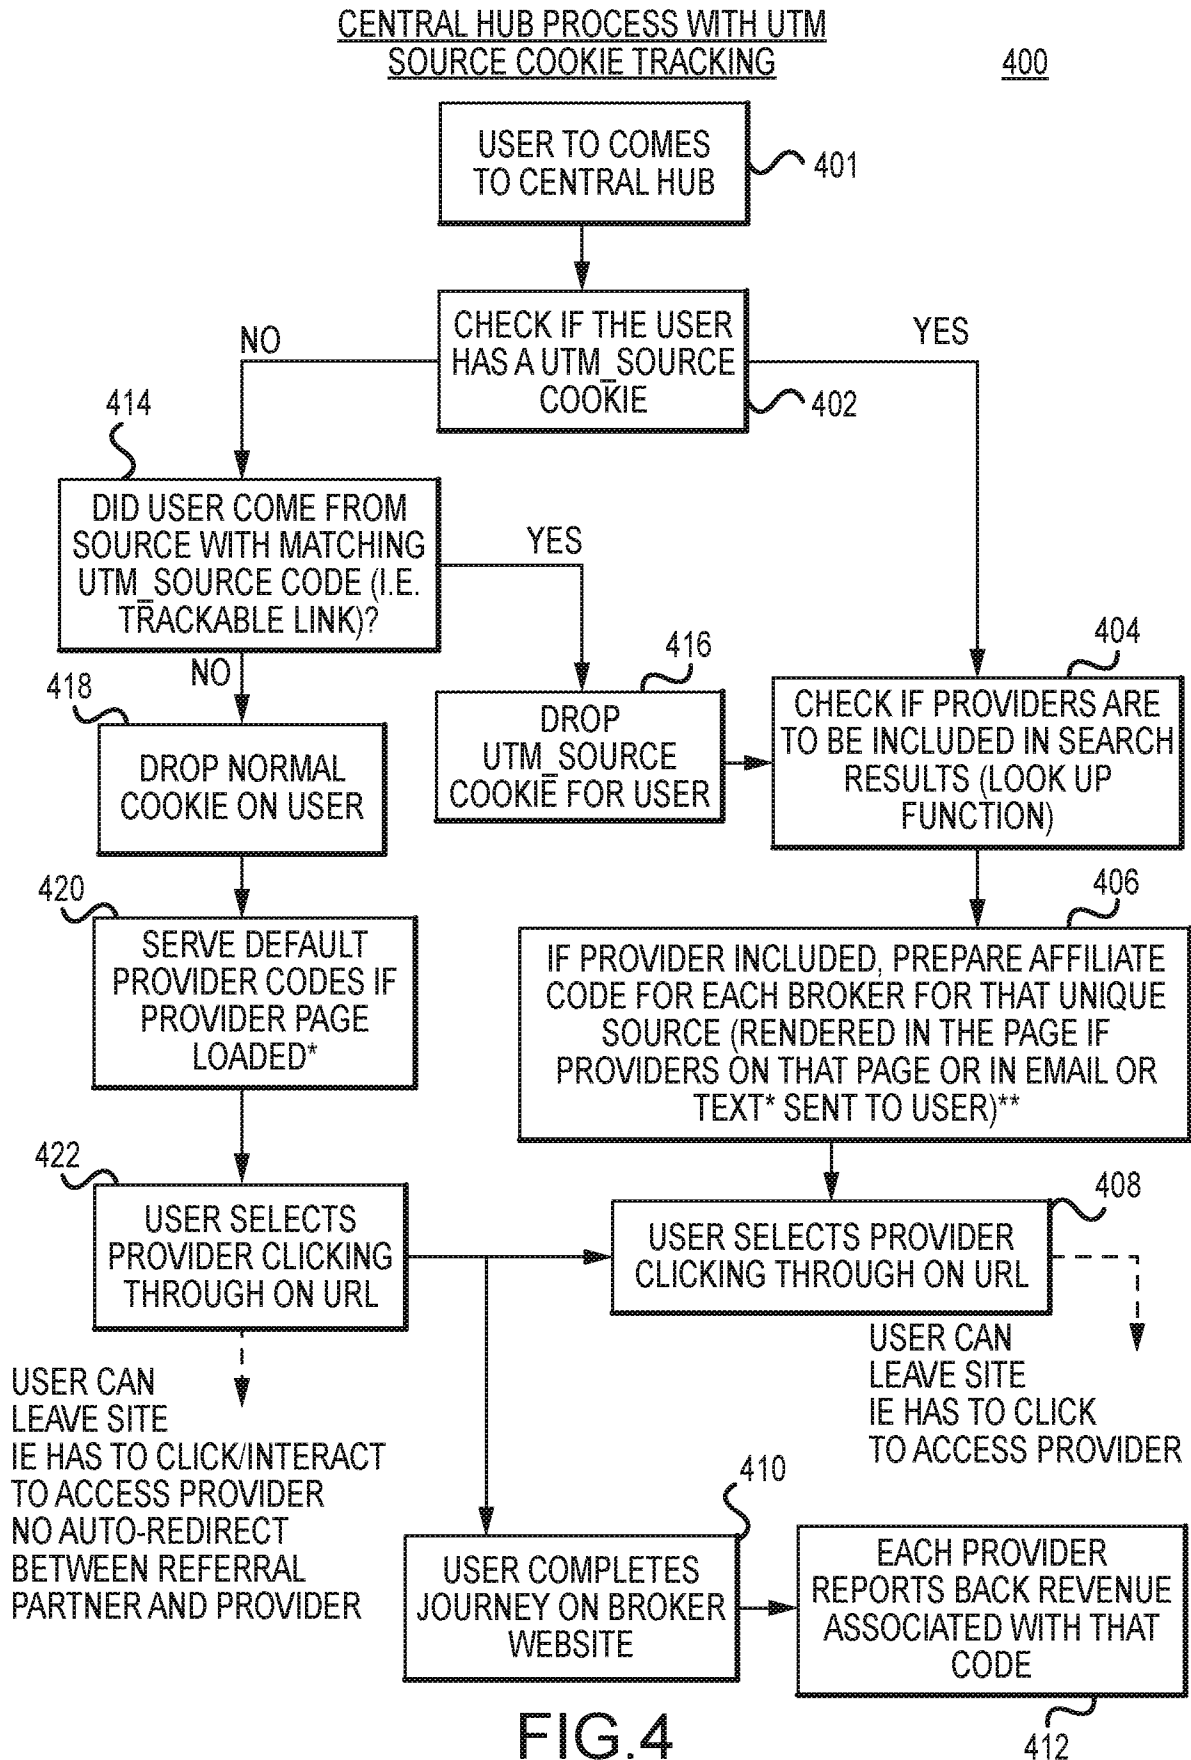 CENTRAL HUB PROCESS WITH UTM
SOURCE COOKIE TRACKING
400
USER TO COMES
TO CENTRAL HUB
401
CHECK IF THE USER
HAS A UTM_SOURCE
COOKIE
402
NO
YES
414
DID USER COME FROM
SOURCE WITH MATCHING
UTM_SOURCE CODE (I.E.
TRACKABLE LINK)?
YES
NO
416
DROP
UTM_SOURCE
COOKIE FOR USER
404
CHECK IF PROVIDERS ARE
TO BE INCLUDED IN SEARCH
RESULTS (LOOK UP
FUNCTION)
418
DROP NORMAL
COOKIE ON USER
420
SERVE DEFAULT
PROVIDER CODES IF
PROVIDER PAGE
LOADED*
406
IF PROVIDER INCLUDED, PREPARE AFFILIATE
CODE FOR EACH BROKER FOR THAT UNIQUE
SOURCE (RENDERED IN THE PAGE IF
PROVIDERS ON THAT PAGE OR IN EMAIL OR
TEXT* SENT TO USER)**
422
USER SELECTS
PROVIDER CLICKING
THROUGH ON URL
408
USER SELECTS PROVIDER
CLICKING THROUGH ON URL
USER CAN
LEAVE SITE
IE HAS TO CLICK
TO ACCESS PROVIDER
USER CAN
LEAVE SITE
IE HAS TO CLICK/INTERACT
TO ACCESS PROVIDER
NO AUTO-REDIRECT
BETWEEN REFERRAL
PARTNER AND PROVIDER
410
USER COMPLETES
JOURNEY ON BROKER
WEBSITE
EACH PROVIDER
REPORTS BACK REVENUE
ASSOCIATED WITH THAT
CODE
412
FIG.4